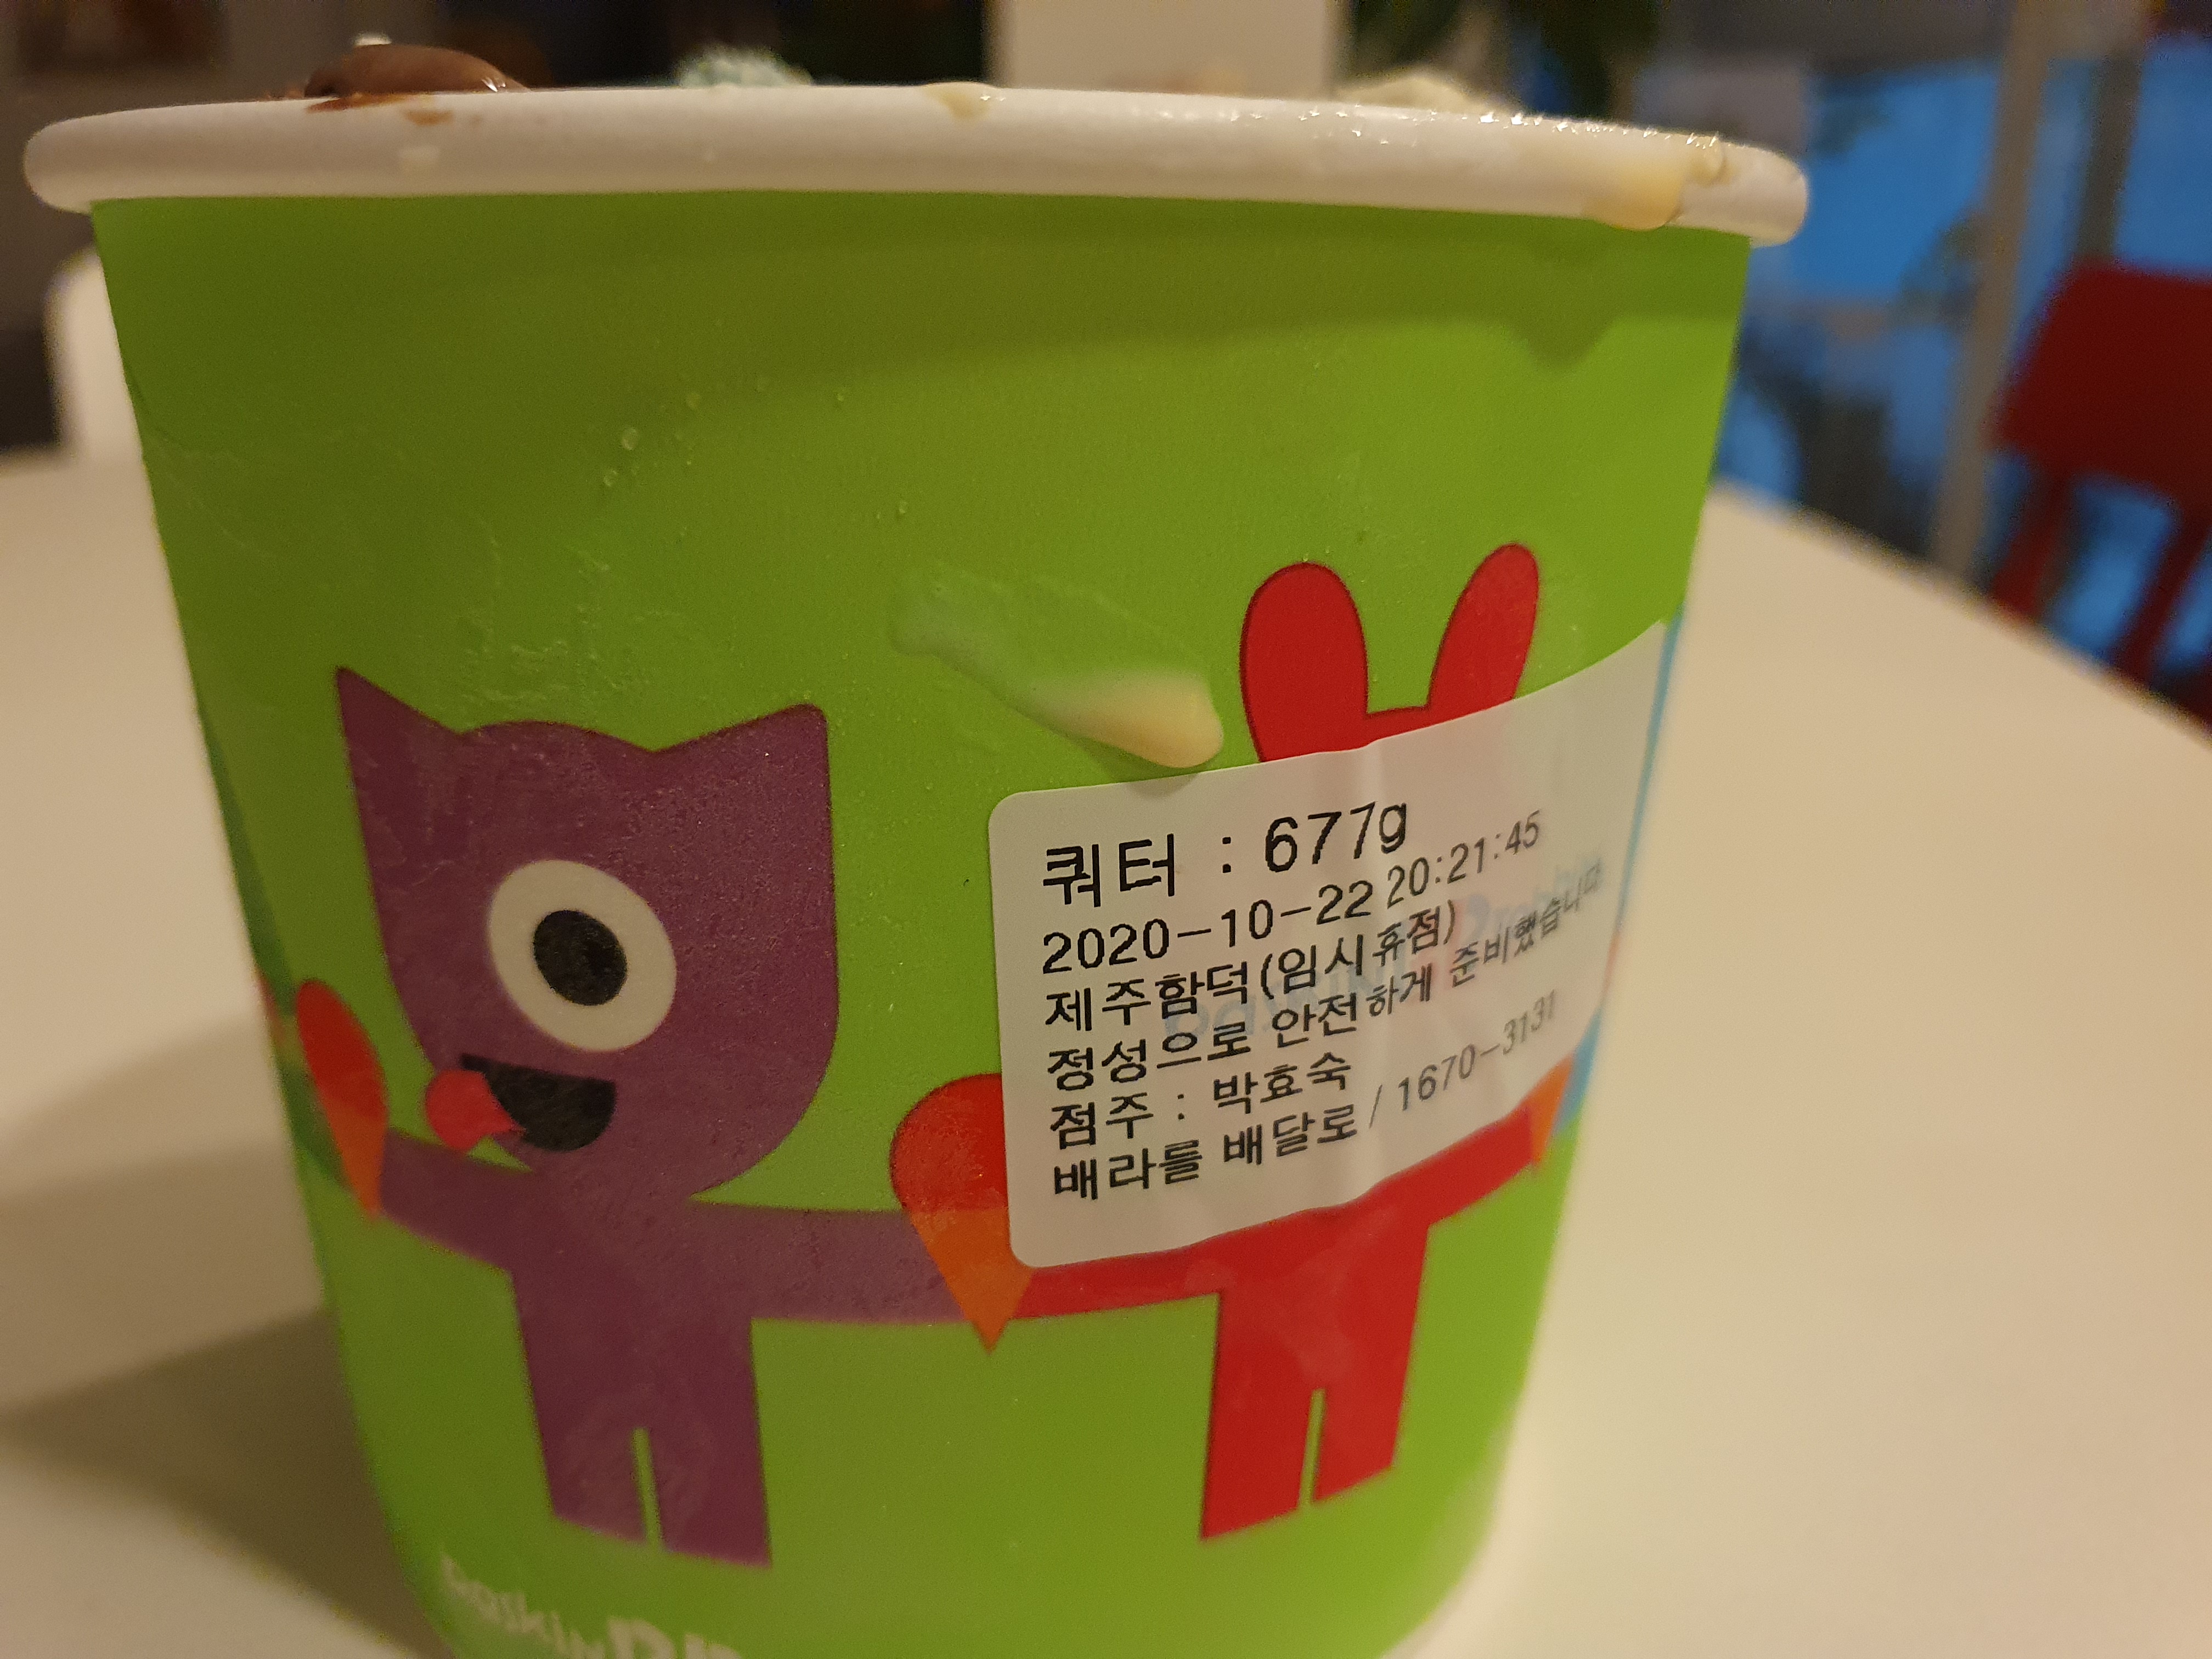 쿼터 : 677g
2020-10-22 20:21:45
제주함덕(임시휴점)
정성으로 안전하게 준비했습니다
점주 : 박효숙
배라를 배달로 / 1670-3131
baskin BR